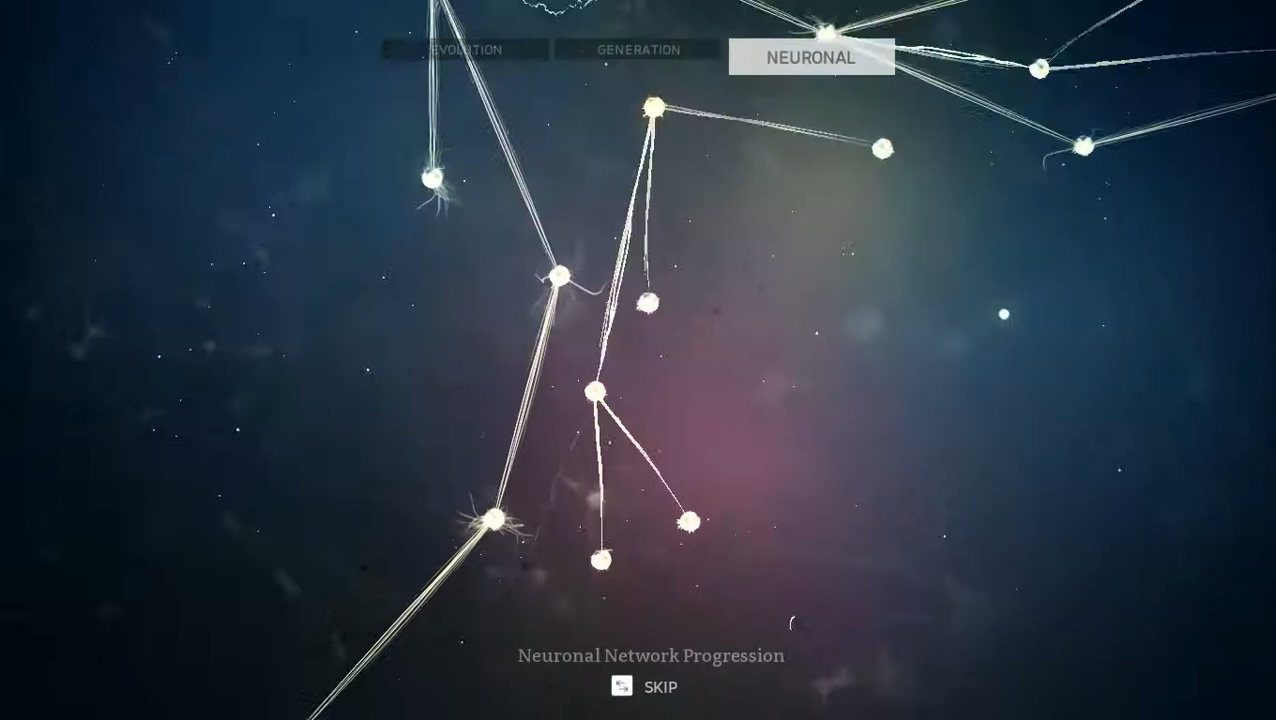 EVOLUTION
GENERATION
NEURONAL
Neuronal Network Progression
SKIP